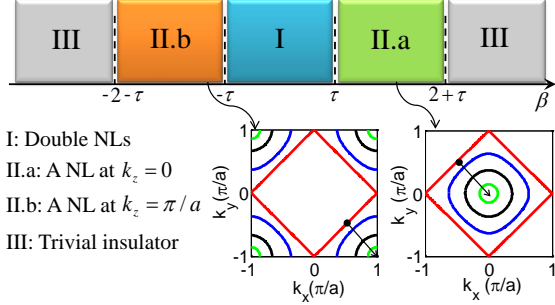 III II.b I II.a III
-2-τ -τ τ 2+τ β
I: Double NLs
II.a: A NL at k_z=0
II.b: A NL at k_z=π/a
III: Trivial insulator
k_y(π/a)
1
0
-1
-1 0 1
k_x(π/a)
k_y(π/a)
1
0
-1
-1 0 1
k_x(π/a)